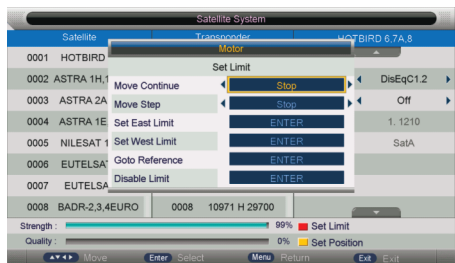 Satellite System
Satellite Transponder HOTBIRD 6,7A,8
Motor
0001 HOTBIRD
Set Limit
0002 ASTRA 1H,1 Move Continue Stop DisEqC1.2
0003 ASTRA 2A Move Step Stop Off
0004 ASTRA 1E Set East Limit ENTER 1. 1210
0005 NILESAT 1 Set West Limit ENTER SatA
0006 EUTELSA Goto Reference ENTER
0007 EUTELSA Disable Limit ENTER
0008 BADR-2,3,4EURO 0008 10971 H 29700
Strength : 99% Set Limit
Quality : 0% Set Position
Move Enter Select Menu Return Exit Exit